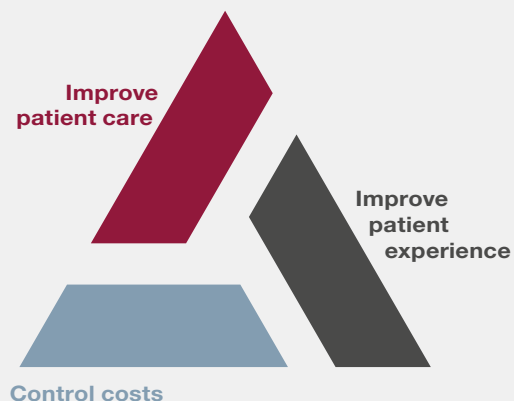 Improve
patient care
Improve
patient
experience
Control costs